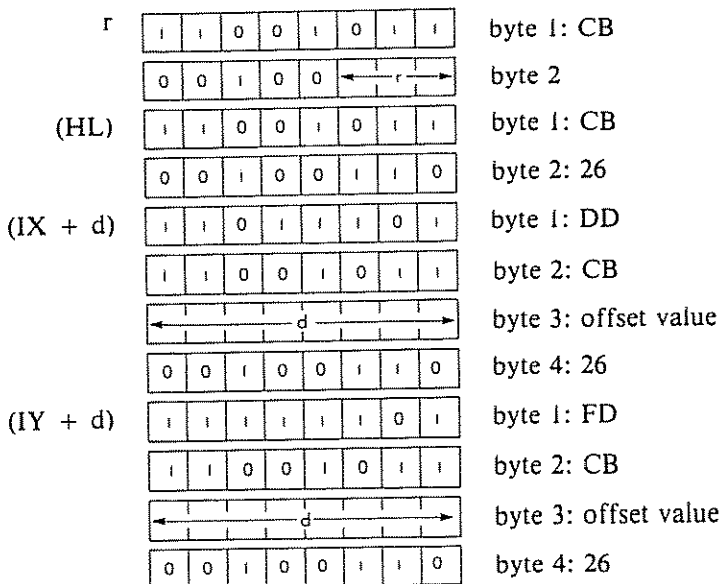 r 1 1 0 0 1 0 1 1 byte 1: CB
0 0 1 0 0 r byte 2
(HL) 1 1 0 0 1 0 1 1 byte 1: CB
0 0 1 0 0 1 1 0 byte 2: 26
(IX + d) 1 1 0 1 1 1 0 1 byte 1: DD
1 1 0 0 1 0 1 1 byte 2: CB
d byte 3: offset value
0 0 1 0 0 1 1 0 byte 4: 26
(IY + d) 1 1 1 1 1 1 0 1 byte 1: FD
1 1 0 0 1 0 1 1 byte 2: CB
d byte 3: offset value
0 0 1 0 0 1 1 0 byte 4: 26